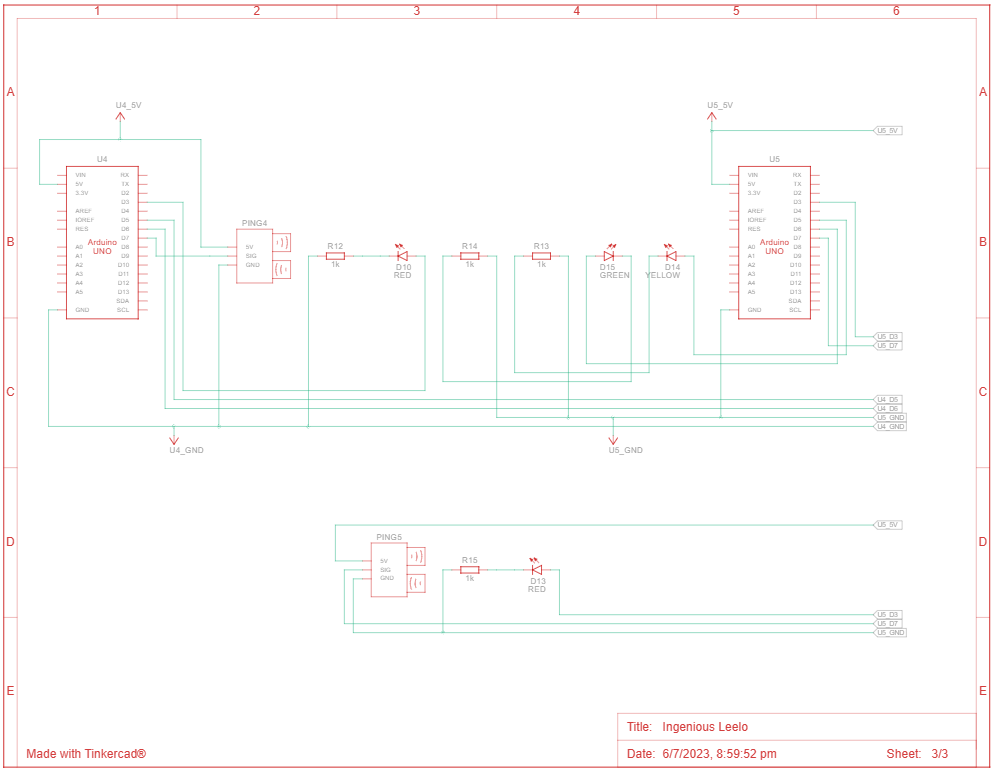 1 2 3 4 5 6
A A
U4_5V U5_5V
U5_5V
U4 U5
VIN RX
5V TX
3.3V D2
D3
AREF D4
IOREF D5
RES D6
D7
A0 D8
A1 D9
A2 D10
A3 D11
A4 D12
A5 D13
SDA
GND SCL
Arduino
UNO
B B
PING4
5V
SIG
GND
R12
1k
D10
RED
R14
1k
R13
1k
D15
GREEN
D14
YELLOW
VIN RX
5V TX
3.3V D2
D3
AREF D4
IOREF D5
RES D6
D7
A0 D8
A1 D9
A2 D10
A3 D11
A4 D12
A5 D13
SDA
GND SCL
Arduino
UNO
U5_D3
U5_D7
C C
U4_D5
U4_D6
U5_GND
U4_GND
U4_GND U5_GND
U5_5V
D D
PING5
5V
SIG
GND
R15
1k
D13
RED
U5_D3
U5_D7
U5_GND
E E
Title: Ingenious Leelo
Made with Tinkercad®
Date: 6/7/2023, 8:59:52 pm Sheet: 3/3